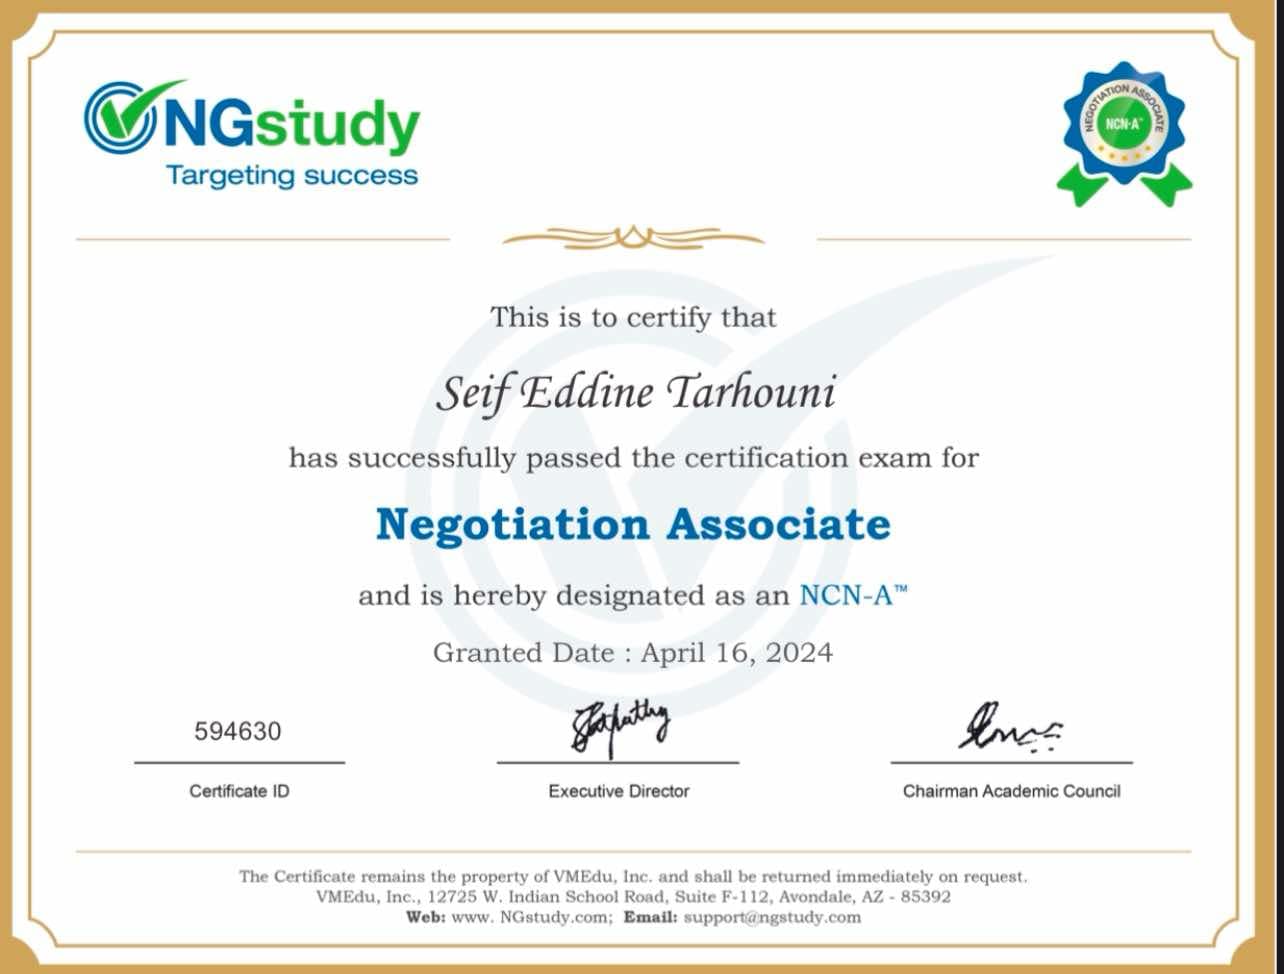 NGstudy
Targeting success
NEGOTIATION ASSOCIATE
NCN-A™
This is to certify that
Seif Eddine Tarhouni
has successfully passed the certification exam for
Negotiation Associate
and is hereby designated as an NCN-A™
Granted Date : April 16, 2024
594630
Certificate ID
Executive Director
Chairman Academic Council
The Certificate remains the property of VMEdu, Inc. and shall be returned immediately on request.
VMEdu, Inc., 12725 W. Indian School Road, Suite F-112, Avondale, AZ - 85392
Web: www. NGstudy.com; Email: support@ngstudy.com